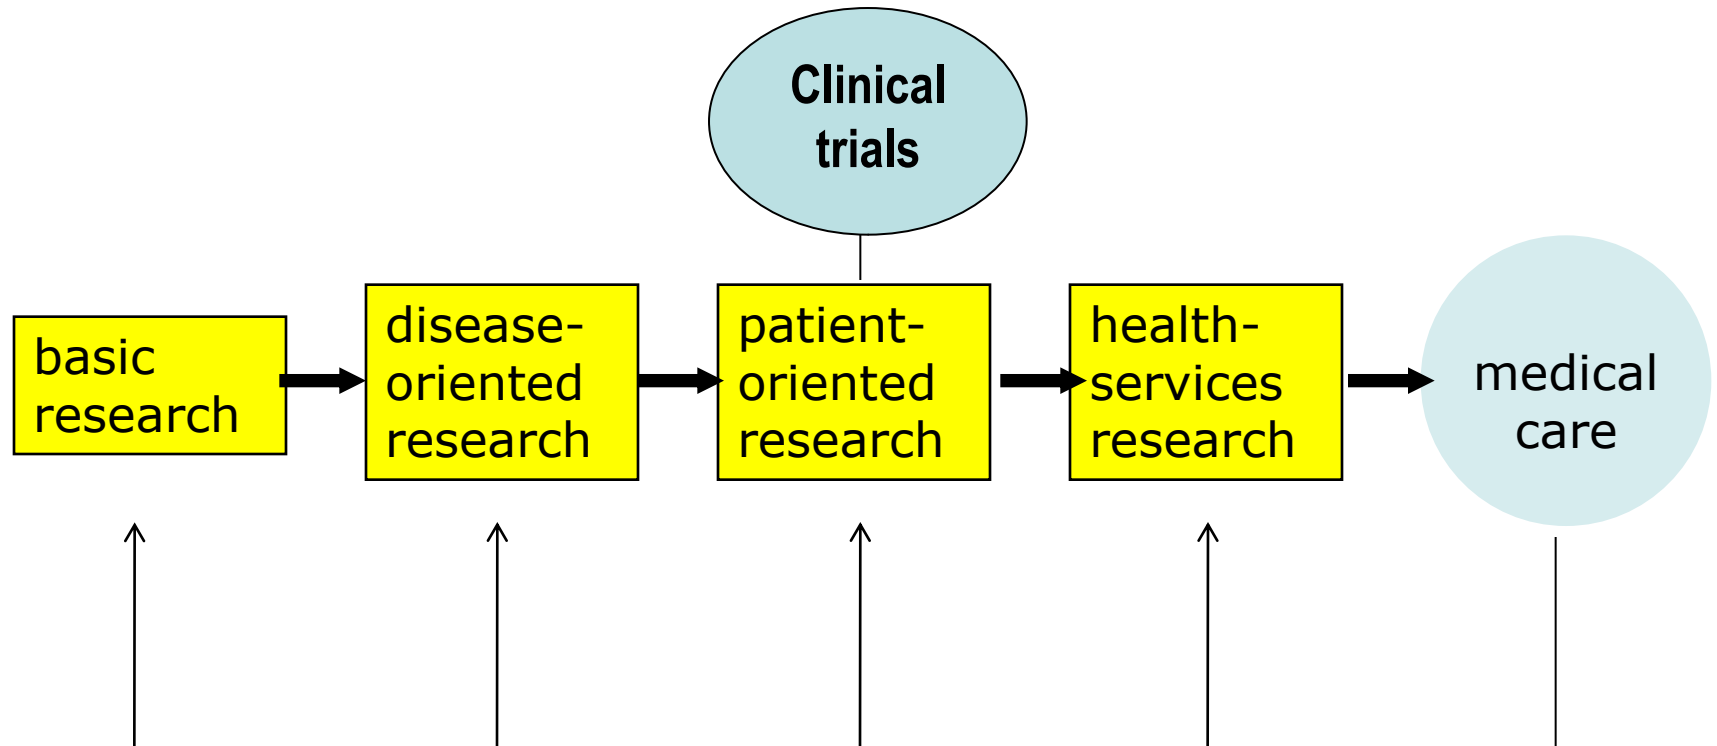 Clinical
trials
basic
research
disease-
oriented
research
patient-
oriented
research
health-
services
research
medical
care